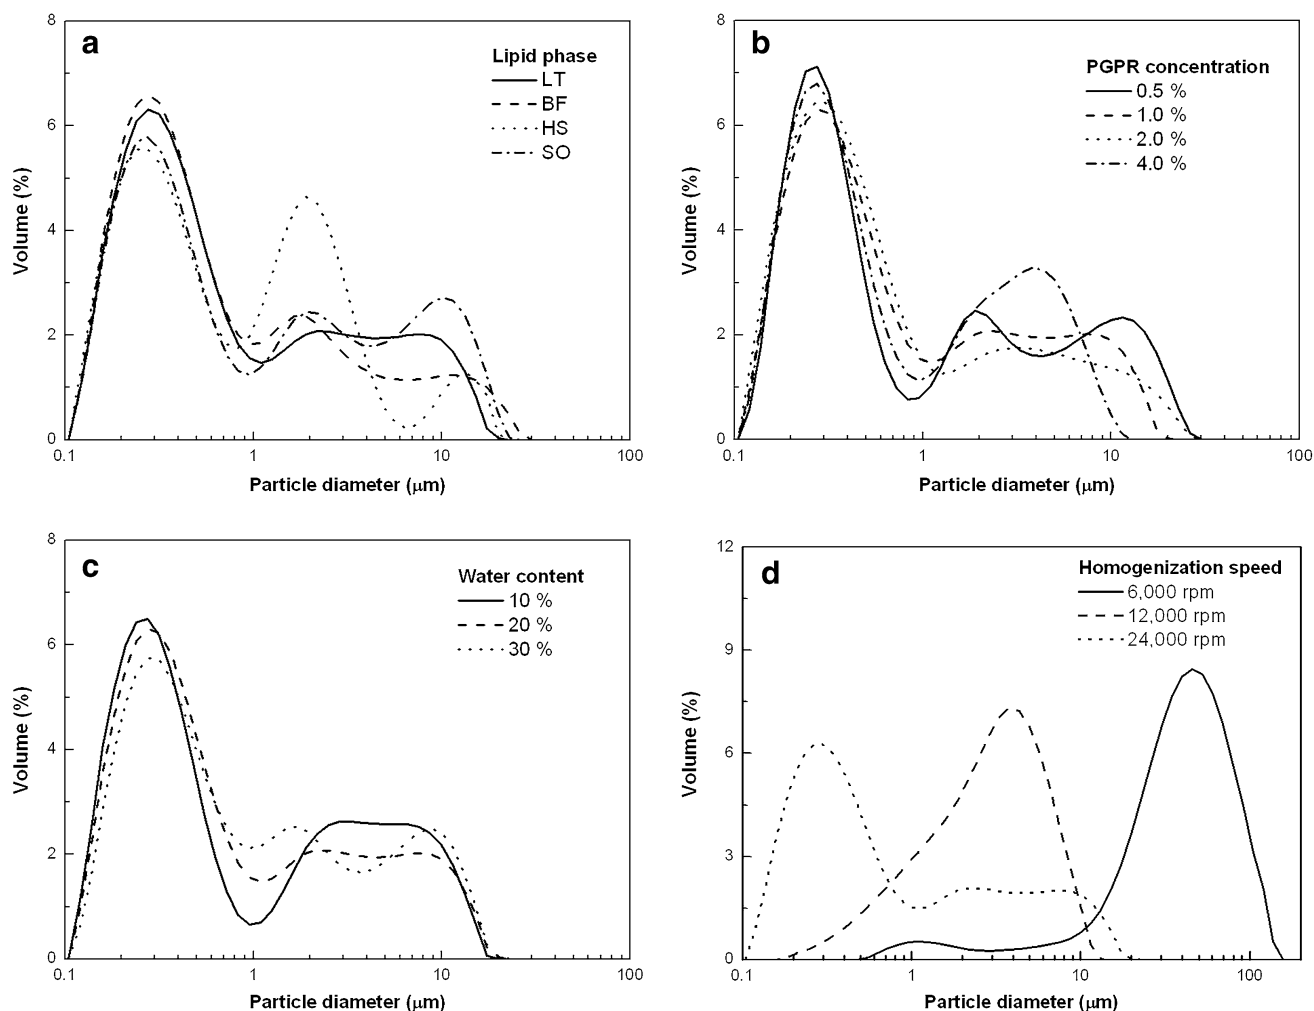 a
Lipid phase
LT
BF
HS
SO
8
6
4
2
0
0.1
1
10
100
Volume (%)
Particle diameter (μm)
b
PGPR concentration
0.5 %
1.0 %
2.0 %
4.0 %
8
6
4
2
0
0.1
1
10
100
Volume (%)
Particle diameter (μm)
c
Water content
10 %
20 %
30 %
8
6
4
2
0
0.1
1
10
100
Volume (%)
Particle diameter (μm)
d
Homogenization speed
6,000 rpm
12,000 rpm
24,000 rpm
12
9
6
3
0
0.1
1
10
100
Volume (%)
Particle diameter (μm)